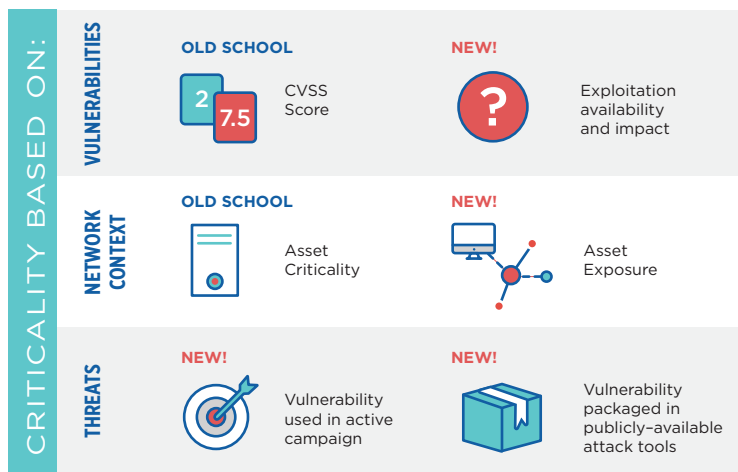 CRITICALITY BASED ON:
VULNERABILITIES
OLD SCHOOL
2
7.5
CVSS
Score
NEW!
?
Exploitation
availability
and impact
NETWORK
CONTEXT
OLD SCHOOL
Asset
Criticality
NEW!
Asset
Exposure
THREATS
NEW!
Vulnerability
used in active
campaign
NEW!
Vulnerability
packaged in
publicly–available
attack tools